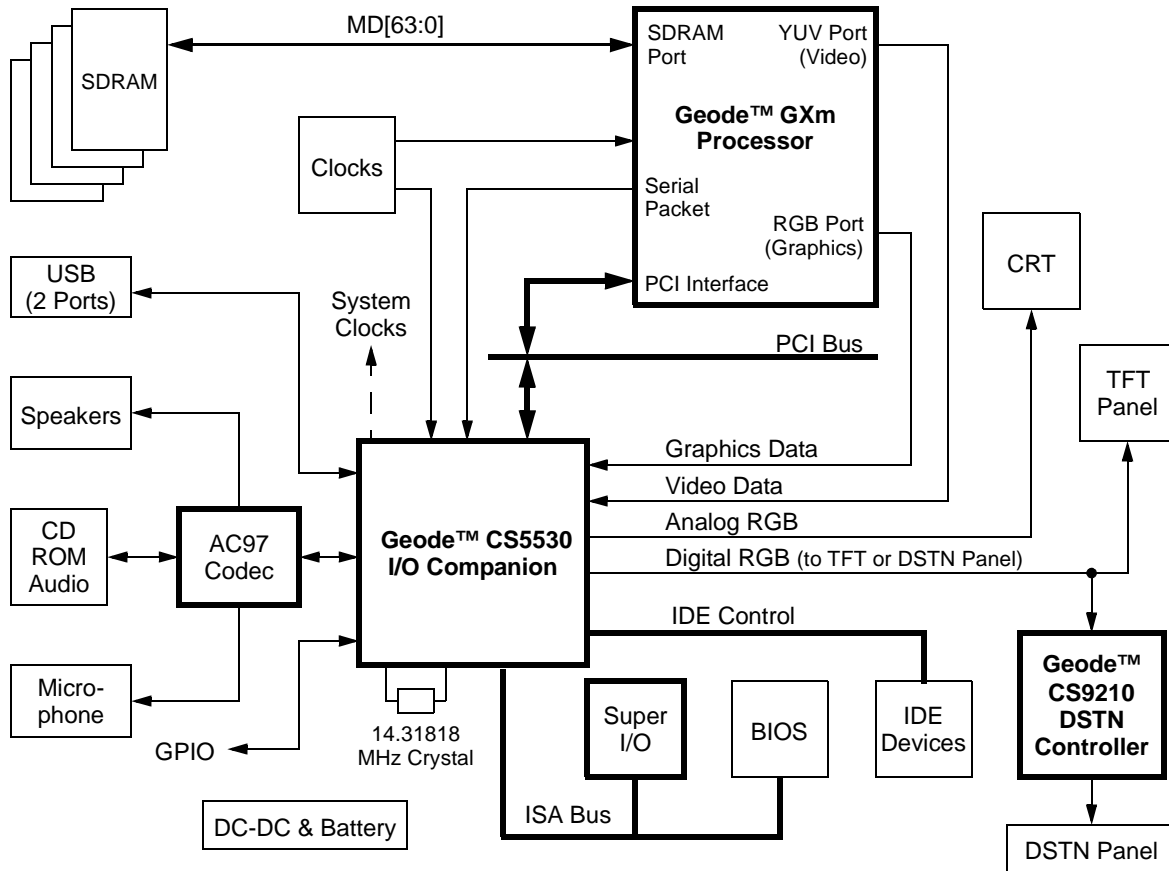 MD[63:0]
SDRAM
SDRAM
Port
YUV Port
(Video)
Geode™ GXm
Processor
Clocks
Serial
Packet
RGB Port
(Graphics)
PCI Interface
CRT
USB
(2 Ports)
System
Clocks
PCI Bus
TFT
Panel
Speakers
Graphics Data
Video Data
Analog RGB
Digital RGB (to TFT or DSTN Panel)
CD
ROM
Audio
AC97
Codec
Geode™ CS5530
I/O Companion
IDE Control
Micro-
phone
GPIO
14.31818
MHz Crystal
Super
I/O
BIOS
IDE
Devices
Geode™
CS9210
DSTN
Controller
ISA Bus
DC-DC & Battery
DSTN Panel